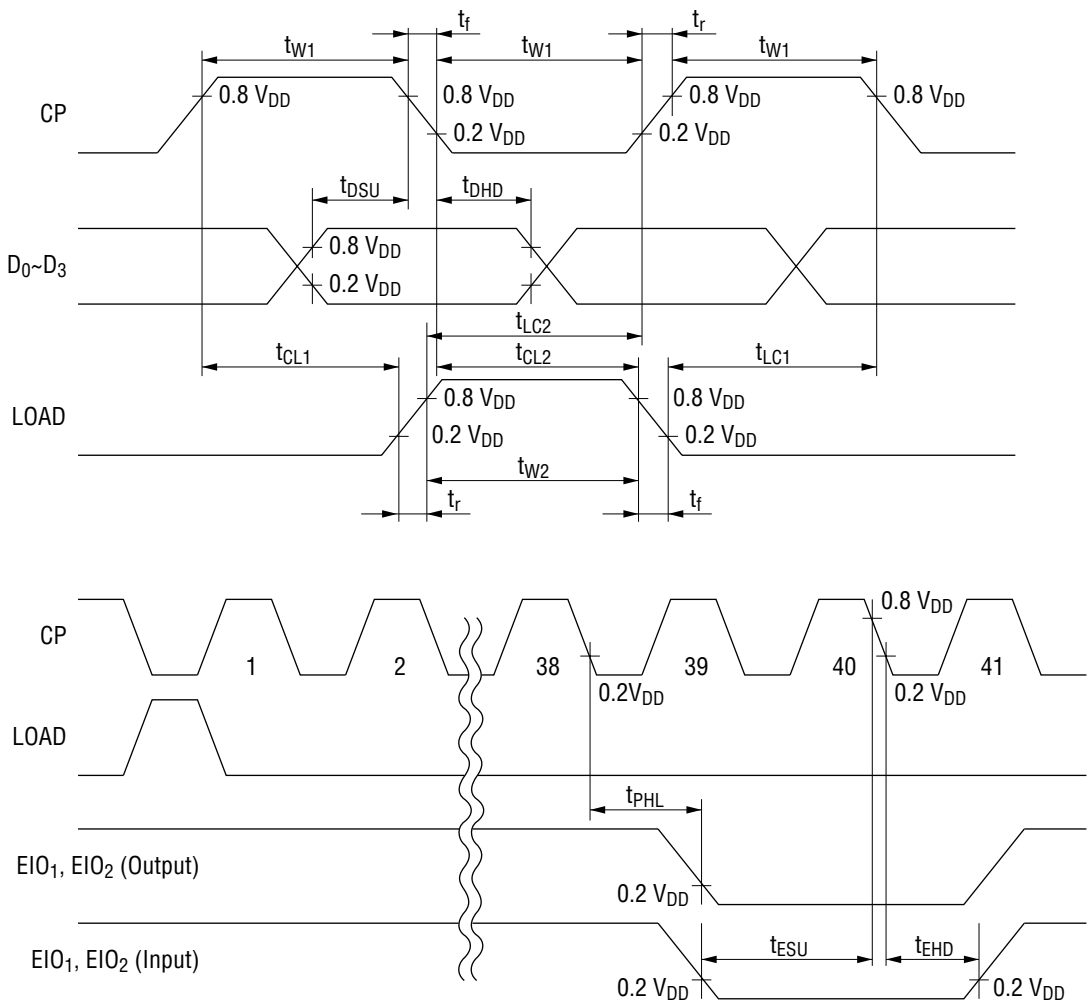 tf tr
tW1 tW1 tW1
CP 0.8 VDD 0.8 VDD 0.8 VDD 0.8 VDD
0.2 VDD 0.2 VDD
tDSU tDHD
D0~D3 0.8 VDD
0.2 VDD
tLC2
tCL1 tCL2 tLC1
LOAD 0.8 VDD 0.8 VDD
0.2 VDD 0.2 VDD
tW2
tr tf
0.8 VDD
CP 1 2 38 39 40 41
0.2VDD 0.2 VDD
LOAD
tPHL
EIO1, EIO2 (Output)
0.2 VDD
EIO1, EIO2 (Input) tESU tEHD
0.2 VDD 0.2 VDD